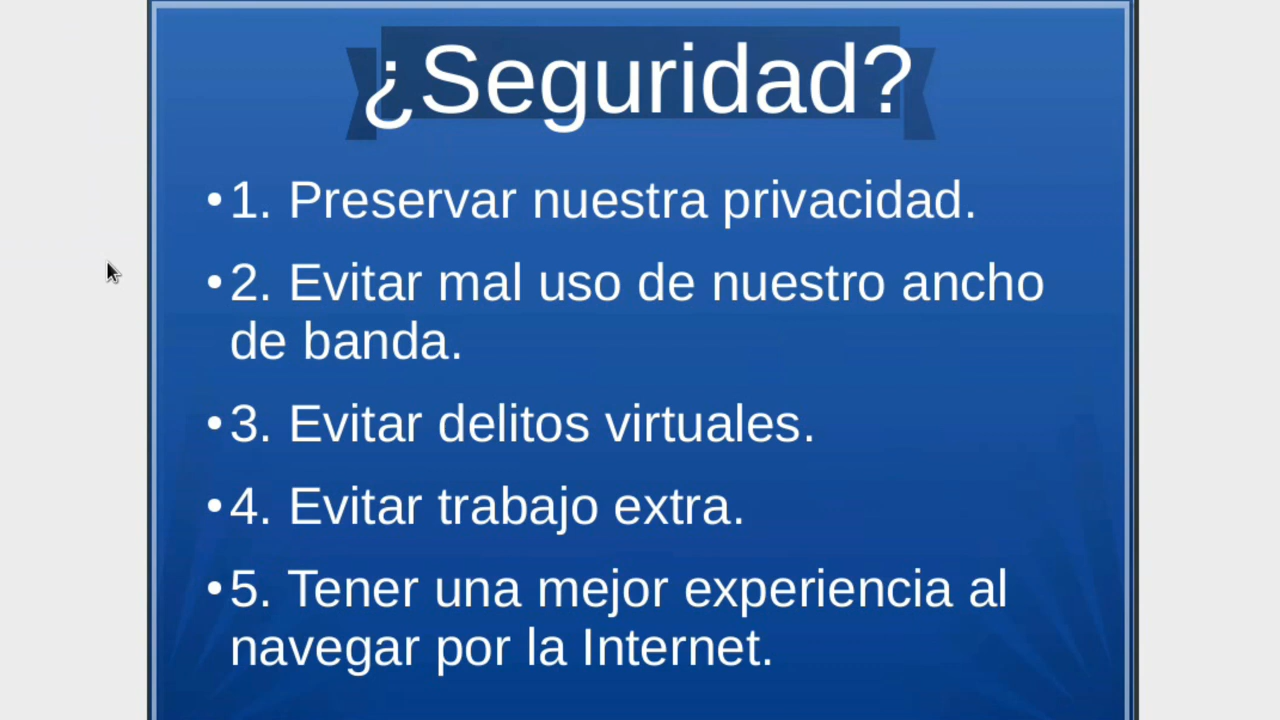 ¿Seguridad?
• 1. Preservar nuestra privacidad.
• 2. Evitar mal uso de nuestro ancho
de banda.
• 3. Evitar delitos virtuales.
• 4. Evitar trabajo extra.
• 5. Tener una mejor experiencia al
navegar por la Internet.